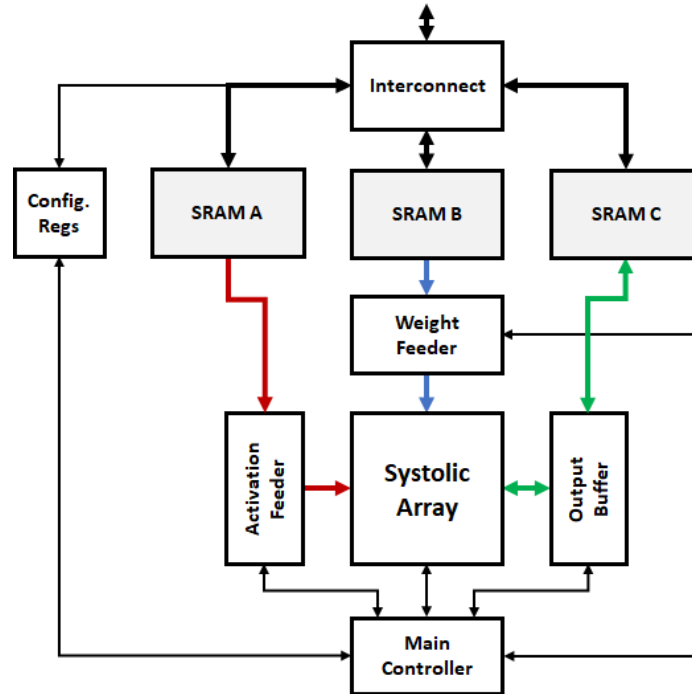 Interconnect
Config.
Regs
SRAM A
SRAM B
SRAM C
Weight
Feeder
Activation
Feeder
Systolic
Array
Output
Buffer
Main
Controller